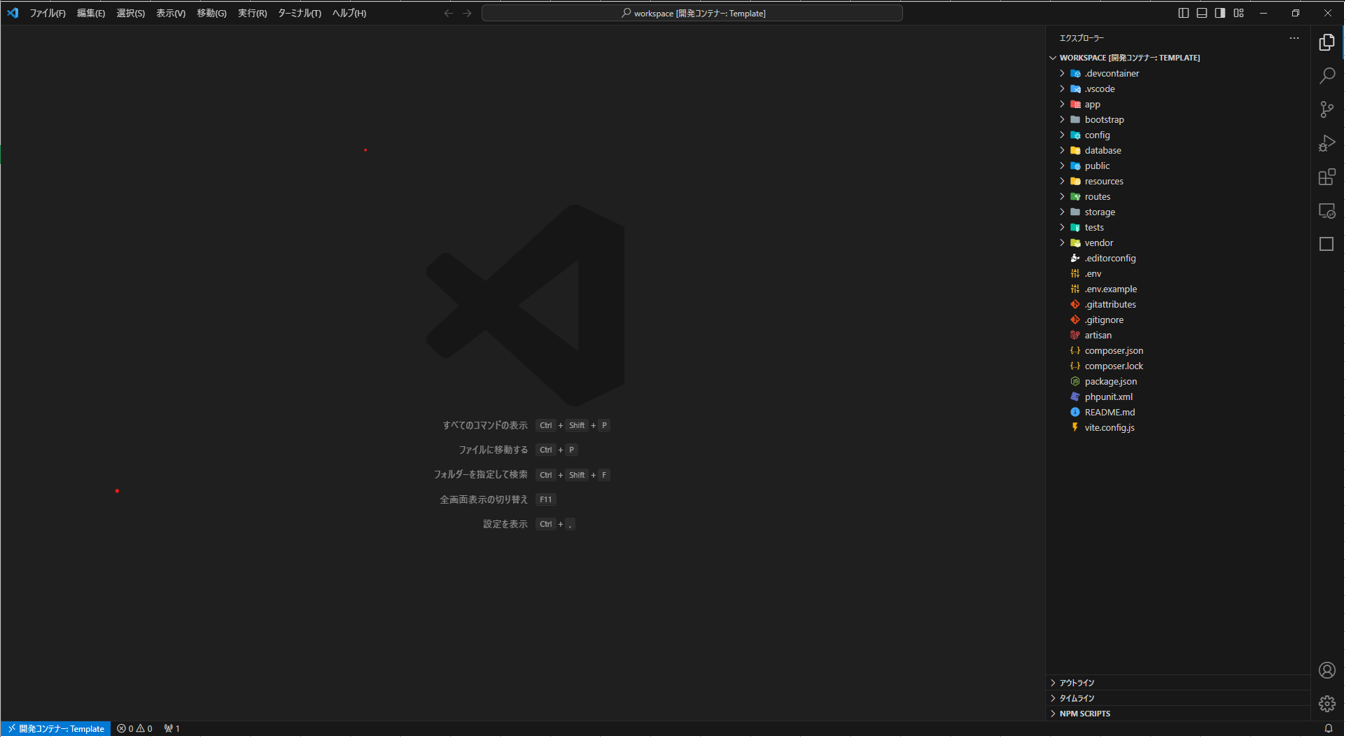 ファイル(F) 編集(E) 選択(S) 表示(V) 移動(G) 実行(R) ターミナル(T) ヘルプ(H) workspace [開発コンテナー: Template]
エクスプローラー
WORKSPACE [開発コンテナー: TEMPLATE]
.devcontainer
.vscode
app
bootstrap
config
database
public
resources
routes
storage
tests
vendor
.editorconfig
.env
.env.example
.gitattributes
.gitignore
artisan
composer.json
composer.lock
package.json
phpunit.xml
README.md
vite.config.js
すべてのコマンドの表示 Ctrl + Shift + P
ファイルに移動する Ctrl + P
フォルダーを指定して検索 Ctrl + Shift + F
全画面表示の切り替え F11
設定を表示 Ctrl + ,
アウトライン
タイムライン
NPM SCRIPTS
開発コンテナー: Template 0 0 1